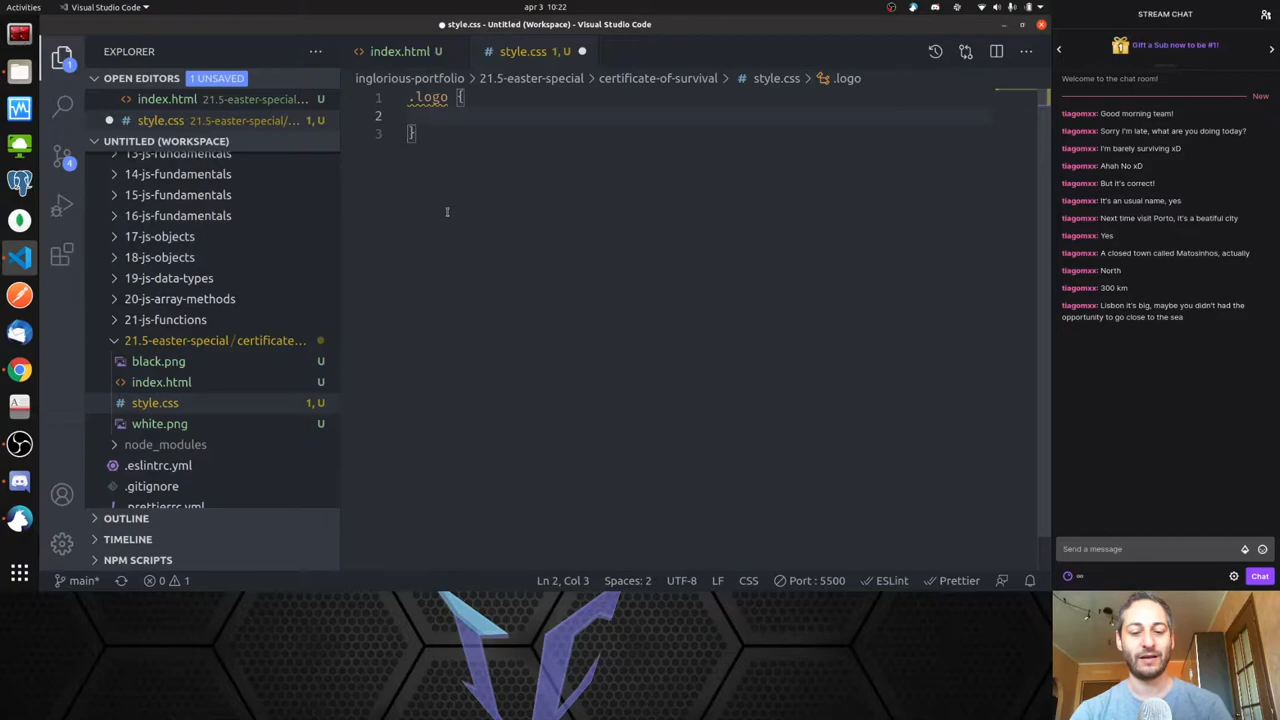 Activities
Visual Studio Code
apr 3 10:22
style.css - Untitled (Workspace) - Visual Studio Code
EXPLORER
OPEN EDITORS
1 UNSAVED
index.html 21.5-easter-special...
U
style.css 21.5-easter-special/...
1, U
UNTITLED (WORKSPACE)
13-js-fundamentals
14-js-fundamentals
15-js-fundamentals
16-js-fundamentals
17-js-objects
18-js-objects
19-js-data-types
20-js-array-methods
21-js-functions
21.5-easter-special / certificate...
black.png
U
index.html
U
style.css
1, U
white.png
U
node_modules
.eslintrc.yml
.gitignore
.prettierrc.yml
OUTLINE
TIMELINE
NPM SCRIPTS
index.html U
style.css 1, U
inglorious-portfolio > 21.5-easter-special > certificate-of-survival > # style.css > .logo
1 .logo {
2
3 }
main*
0
1
Ln 2, Col 3
Spaces: 2
UTF-8
LF
CSS
Port : 5500
ESLint
Prettier
STREAM CHAT
Gift a Sub now to be #1!
Welcome to the chat room!
New
tiagomxx: Good morning team!
tiagomxx: Sorry I'm late, what are you doing today?
tiagomxx: I'm barely surviving xD
tiagomxx: Ahah No xD
tiagomxx: But it's correct!
tiagomxx: It's an usual name, yes
tiagomxx: Next time visit Porto, it's a beatiful city
tiagomxx: Yes
tiagomxx: A closed town called Matosinhos, actually
tiagomxx: North
tiagomxx: 300 km
tiagomxx: Lisbon it's big, maybe you didn't had the
opportunity to go close to the sea
Send a message
∞
Chat